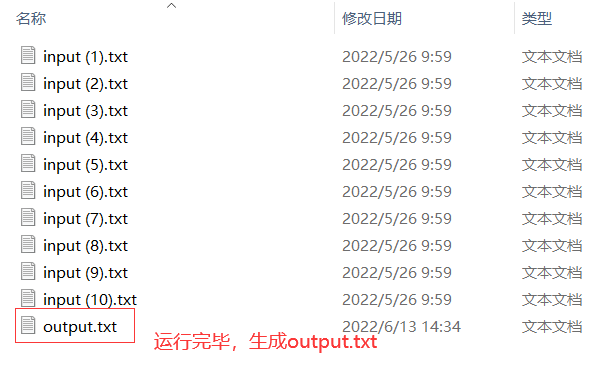 名称 修改日期 类型
input (1).txt 2022/5/26 9:59 文本文档
input (2).txt 2022/5/26 9:59 文本文档
input (3).txt 2022/5/26 9:59 文本文档
input (4).txt 2022/5/26 9:59 文本文档
input (5).txt 2022/5/26 9:59 文本文档
input (6).txt 2022/5/26 9:59 文本文档
input (7).txt 2022/5/26 9:59 文本文档
input (8).txt 2022/5/26 9:59 文本文档
input (9).txt 2022/5/26 9:59 文本文档
input (10).txt 2022/5/26 9:59 文本文档
output.txt 2022/6/13 14:34 文本文档
运行完毕，生成output.txt